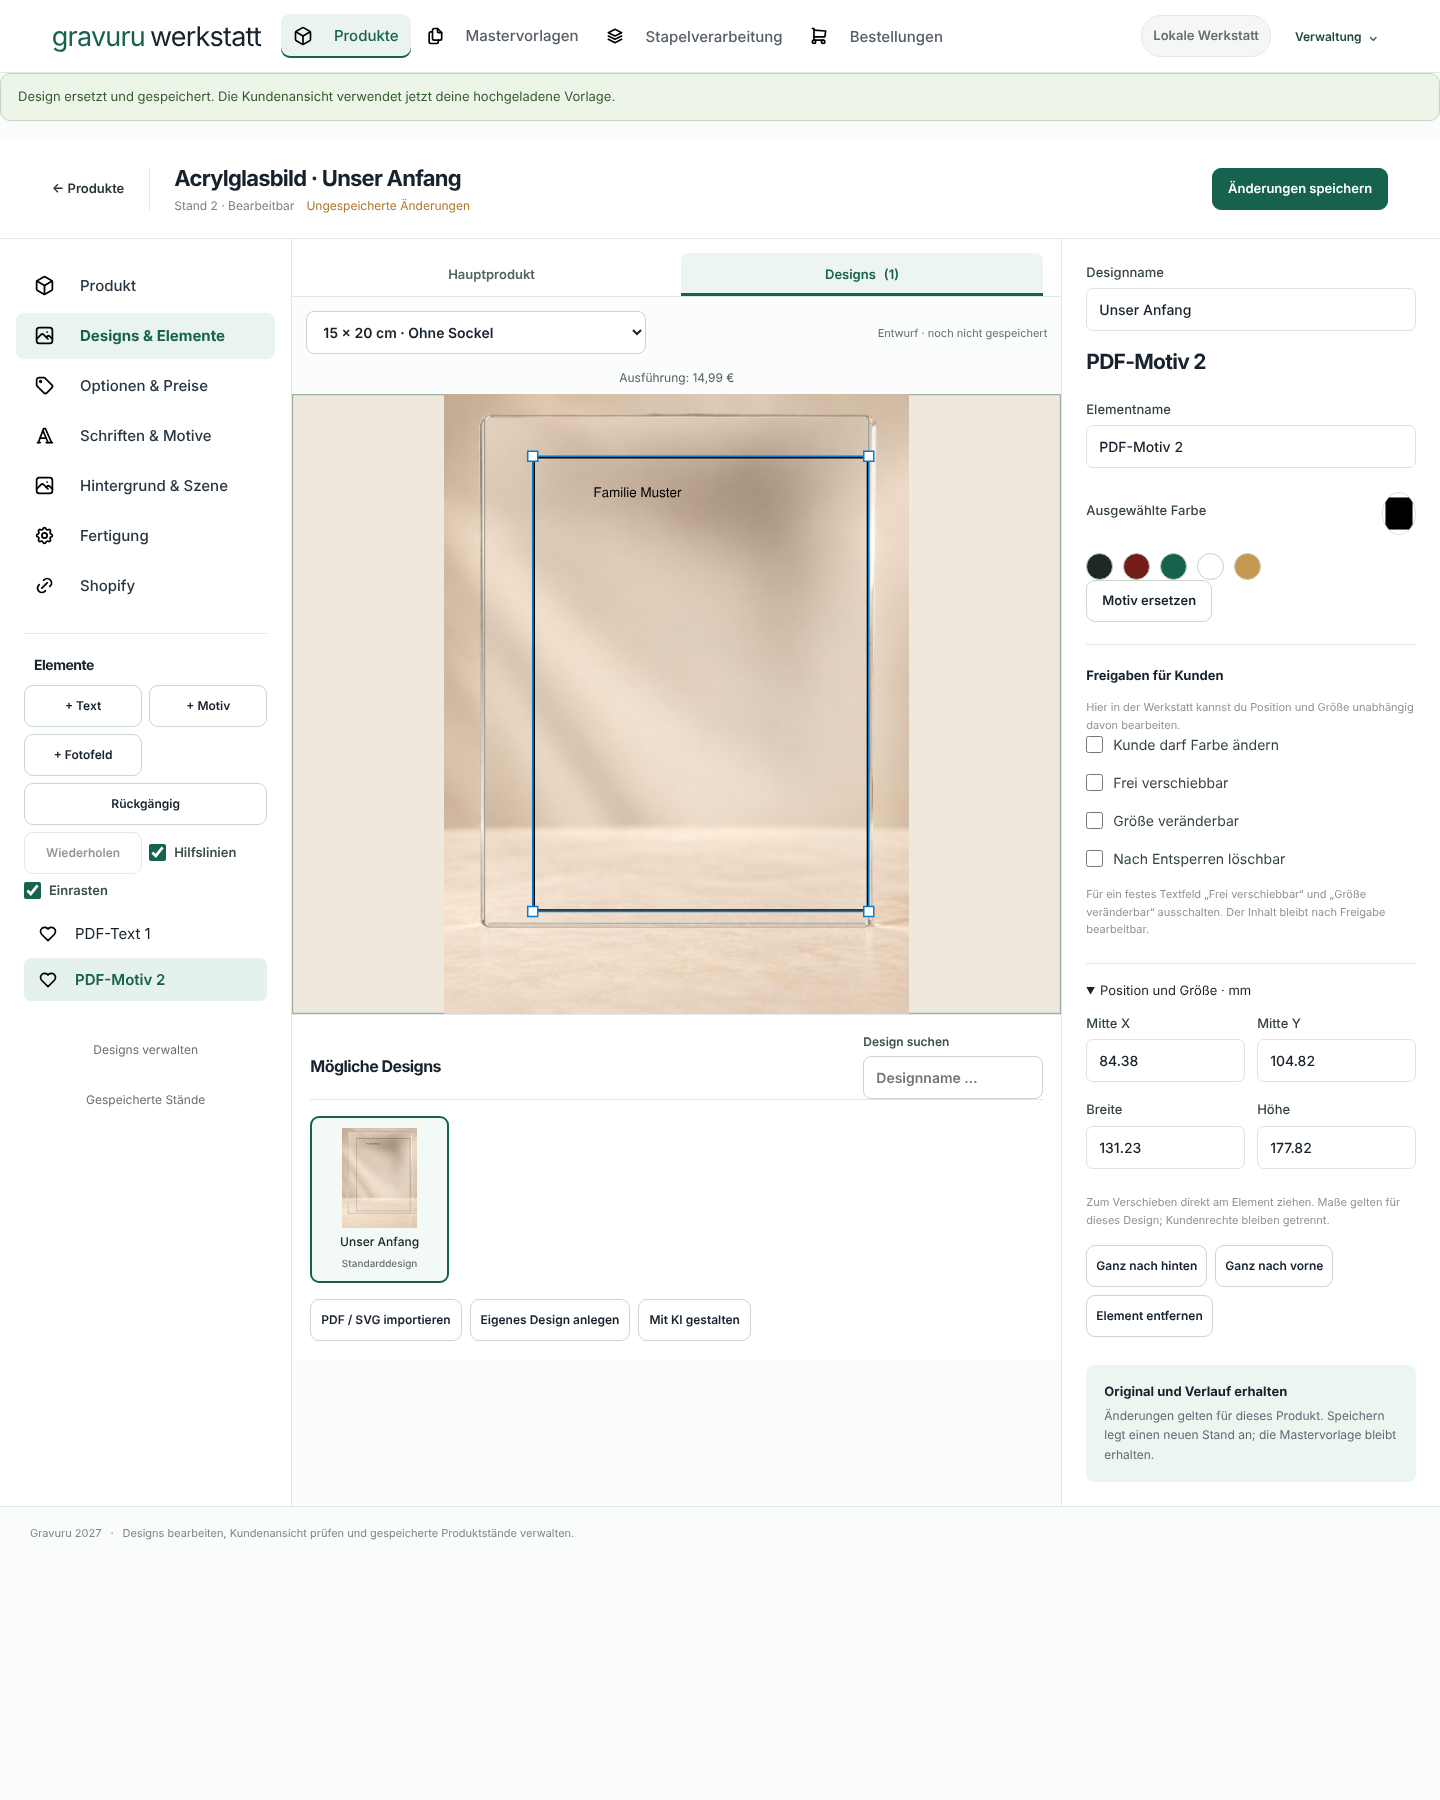 gravuru werkstatt
Produkte
Mastervorlagen
Stapelverarbeitung
Bestellungen
Lokale Werkstatt
Verwaltung
Design ersetzt und gespeichert. Die Kundenansicht verwendet jetzt deine hochgeladene Vorlage.
← Produkte
Acrylglasbild · Unser Anfang
Stand 2 · Bearbeitbar Ungespeicherte Änderungen
Änderungen speichern
Produkt
Designs & Elemente
Optionen & Preise
Schriften & Motive
Hintergrund & Szene
Fertigung
Shopify
Elemente
+ Text
+ Motiv
+ Fotofeld
Rückgängig
Wiederholen
Hilfslinien
Einrasten
PDF-Text 1
PDF-Motiv 2
Designs verwalten
Gespeicherte Stände
Hauptprodukt
Designs (1)
15 × 20 cm · Ohne Sockel
Entwurf · noch nicht gespeichert
Ausführung: 14,99 €
Familie Muster
Mögliche Designs
Design suchen
Designname ...
Unser Anfang
Standarddesign
PDF / SVG importieren
Eigenes Design anlegen
Mit KI gestalten
Designname
Unser Anfang
PDF-Motiv 2
Elementname
PDF-Motiv 2
Ausgewählte Farbe
Motiv ersetzen
Freigaben für Kunden
Hier in der Werkstatt kannst du Position und Größe unabhängig
davon bearbeiten.
Kunde darf Farbe ändern
Frei verschiebbar
Größe veränderbar
Nach Entsperren löschbar
Für ein festes Textfeld „Frei verschiebbar“ und „Größe
veränderbar“ ausschalten. Der Inhalt bleibt nach Freigabe
bearbeitbar.
▼ Position und Größe · mm
Mitte X
Mitte Y
84.38
104.82
Breite
Höhe
131.23
177.82
Zum Verschieben direkt am Element ziehen. Maße gelten für
dieses Design; Kundenrechte bleiben getrennt.
Ganz nach hinten
Ganz nach vorne
Element entfernen
Original und Verlauf erhalten
Änderungen gelten für dieses Produkt. Speichern
legt einen neuen Stand an; die Mastervorlage bleibt
erhalten.
Gravuru 2027 · Designs bearbeiten, Kundenansicht prüfen und gespeicherte Produktstände verwalten.